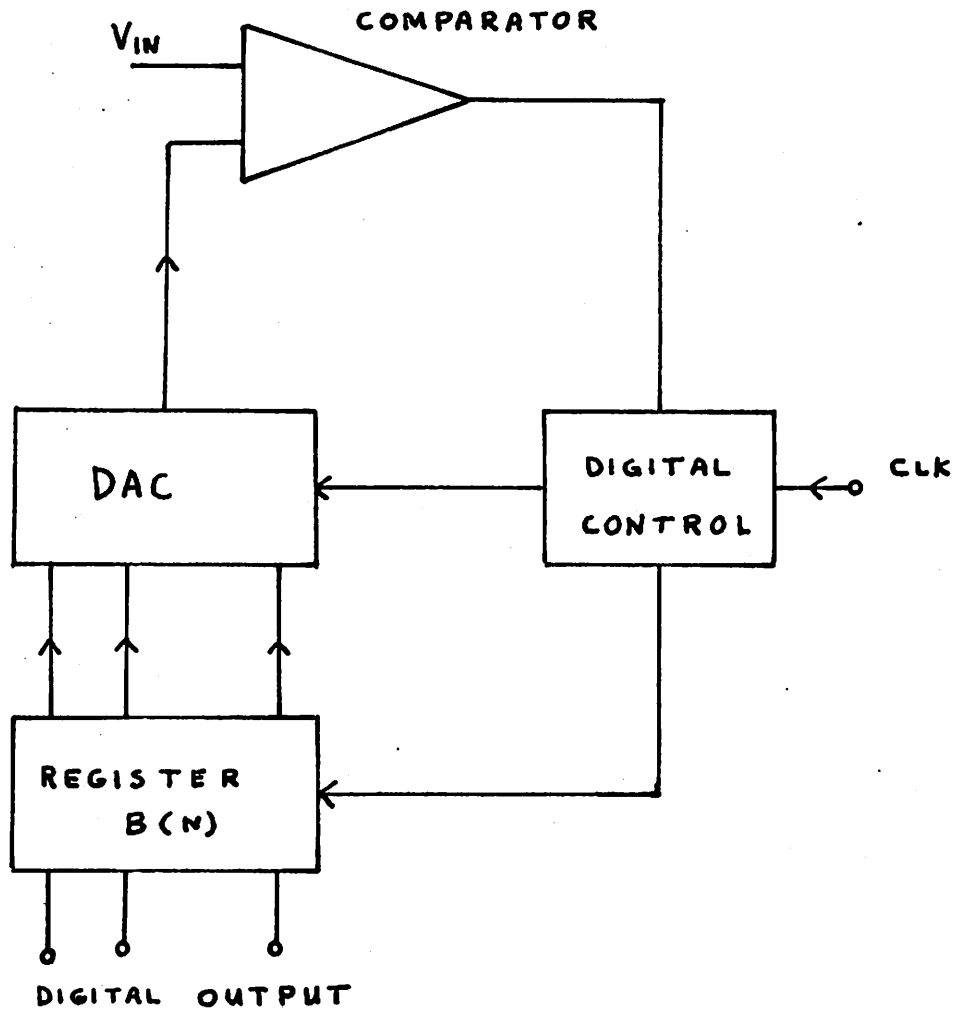 COMPARATOR
VIN
DAC
DIGITAL
CONTROL
CLK
REGISTER
B(N)
DIGITAL OUTPUT